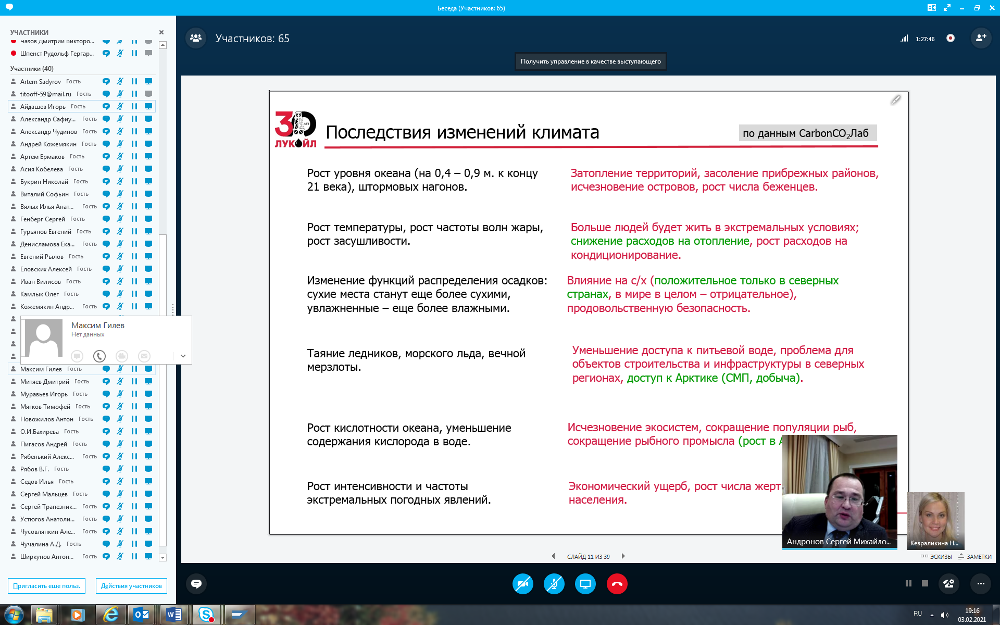 Беседа (Участников: 65)
УЧАСТНИКИ
Чазов Дмитрий Викторо...
Шпенст Рудольф Гергар...
Участники (40)
Artem Sadyrov Гость
titooff-59@mail.ru Гость
Айдашев Игорь Гость
Александр Сафиу... Гость
Александр Чудинов Гость
Андрей Кожемякин Гость
Артем Ермаков Гость
Асия Кобелева Гость
Букрин Николай Гость
Виталий Софьин Гость
Вялых Илья Анат... Гость
Генберг Сергей Гость
Гурьянов Евгений Гость
Денисламова Ека... Гость
Евгений Рылов Гость
Еловских Алексей Гость
Иван Вилисов Гость
Камлык Олег Гость
Кожемякин Андр... Гость
Максим Гилев
Нет данных
Максим Гилев Гость
Митяев Дмитрий Гость
Муравьев Игорь Гость
Мягков Тимофей Гость
Новожилов Антон Гость
О.И.Бахирева Гость
Пигасов Андрей Гость
Рябенький Алекс... Гость
Рябов В.Г. Гость
Седов Илья Гость
Сергей Мальцев Гость
Сергей Трапезник... Гость
Устюгов Анатоли... Гость
Чусовлянкин Але... Гость
Чучалина А.Д. Гость
Ширкунов Антон... Гость
Пригласить еще польз.
Действия участников
Участников: 65
1:27:46
Получить управление в качестве выступающего
30 ЛЕТ
ЛУКОЙЛ
Последствия изменений климата
по данным CarbonCO₂Лаб
Рост уровня океана (на 0,4 – 0,9 м. к концу
21 века), штормовых нагонов.
Затопление территорий, засоление прибрежных районов,
исчезновение островов, рост числа беженцев.
Рост температуры, рост частоты волн жары,
рост засушливости.
Больше людей будет жить в экстремальных условиях;
снижение расходов на отопление, рост расходов на
кондиционирование.
Изменение функций распределения осадков:
сухие места станут еще более сухими,
увлажненные – еще более влажными.
Влияние на с/х (положительное только в северных
странах, в мире в целом – отрицательное),
продовольственную безопасность.
Таяние ледников, морского льда, вечной
мерзлоты.
Уменьшение доступа к питьевой воде, проблема для
объектов строительства и инфраструктуры в северных
регионах, доступ к Арктике (СМП, добыча).
Рост кислотности океана, уменьшение
содержания кислорода в воде.
Исчезновение экосистем, сокращение популяции рыб,
сокращение рыбного промысла (рост в
Рост интенсивности и частоты
экстремальных погодных явлений.
Экономический ущерб, рост числа
населения.
Андронов Сергей Михайло...
Кевраликина Н...
СЛАЙД 11 ИЗ 39
ЭСКИЗЫ
ЗАМЕТКИ
RU
19:16
03.02.2021